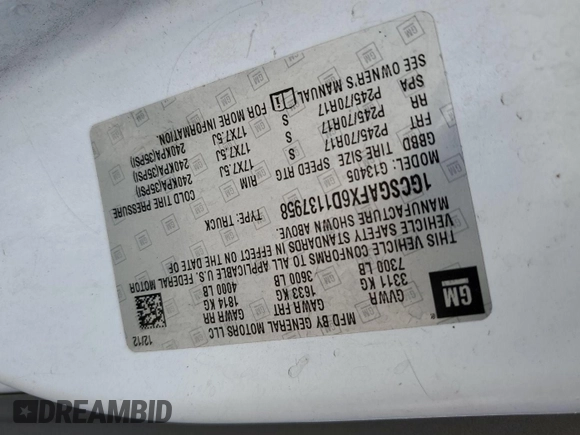 GM
MFD BY GENERAL MOTORS LLC
12/12
GVWR GAWR FRT GAWR RR
3311 KG 1633 KG 1814 KG
7300 LB 3600 LB 4000 LB
THIS VEHICLE CONFORMS TO ALL APPLICABLE U.S. FEDERAL MOTOR
VEHICLE SAFETY STANDARDS IN EFFECT ON THE DATE OF
MANUFACTURE SHOWN ABOVE.
1GCSGAFX6D1137958 TYPE: TRUCK
MODEL: G13405
TIRE SIZE SPEED RTG RIM COLD TIRE PRESSURE
GBBD P245/70R17 S 17X7.5J 240KPA(35PSI)
FRT P245/70R17 S 17X7.5J 240KPA(35PSI)
RR P245/70R17 S 17X7.5J 240KPA(35PSI)
SPA
SEE OWNER'S MANUAL FOR MORE INFORMATION.
DREAMBID